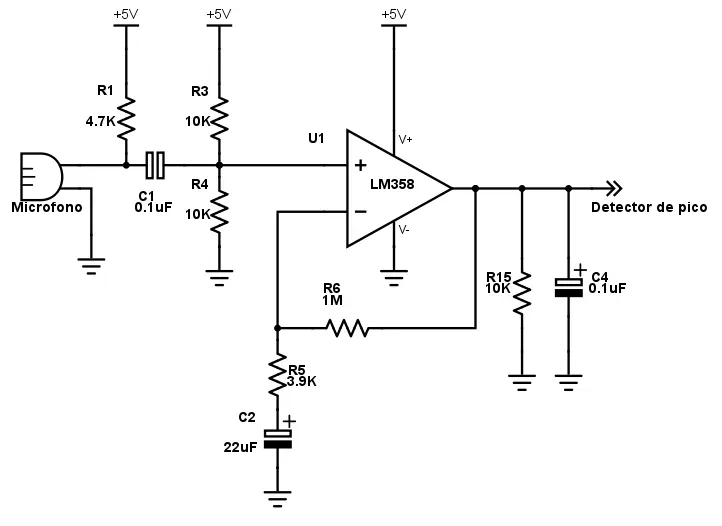 +5V
+5V
+5V
R1
4.7K
R3
10K
U1
V+
+
LM358
−
V-
Microfono
C1
0.1uF
R4
10K
Detector de pico
R6
1M
R15
10K
+
C4
0.1uF
R5
3.9K
C2
+
22uF